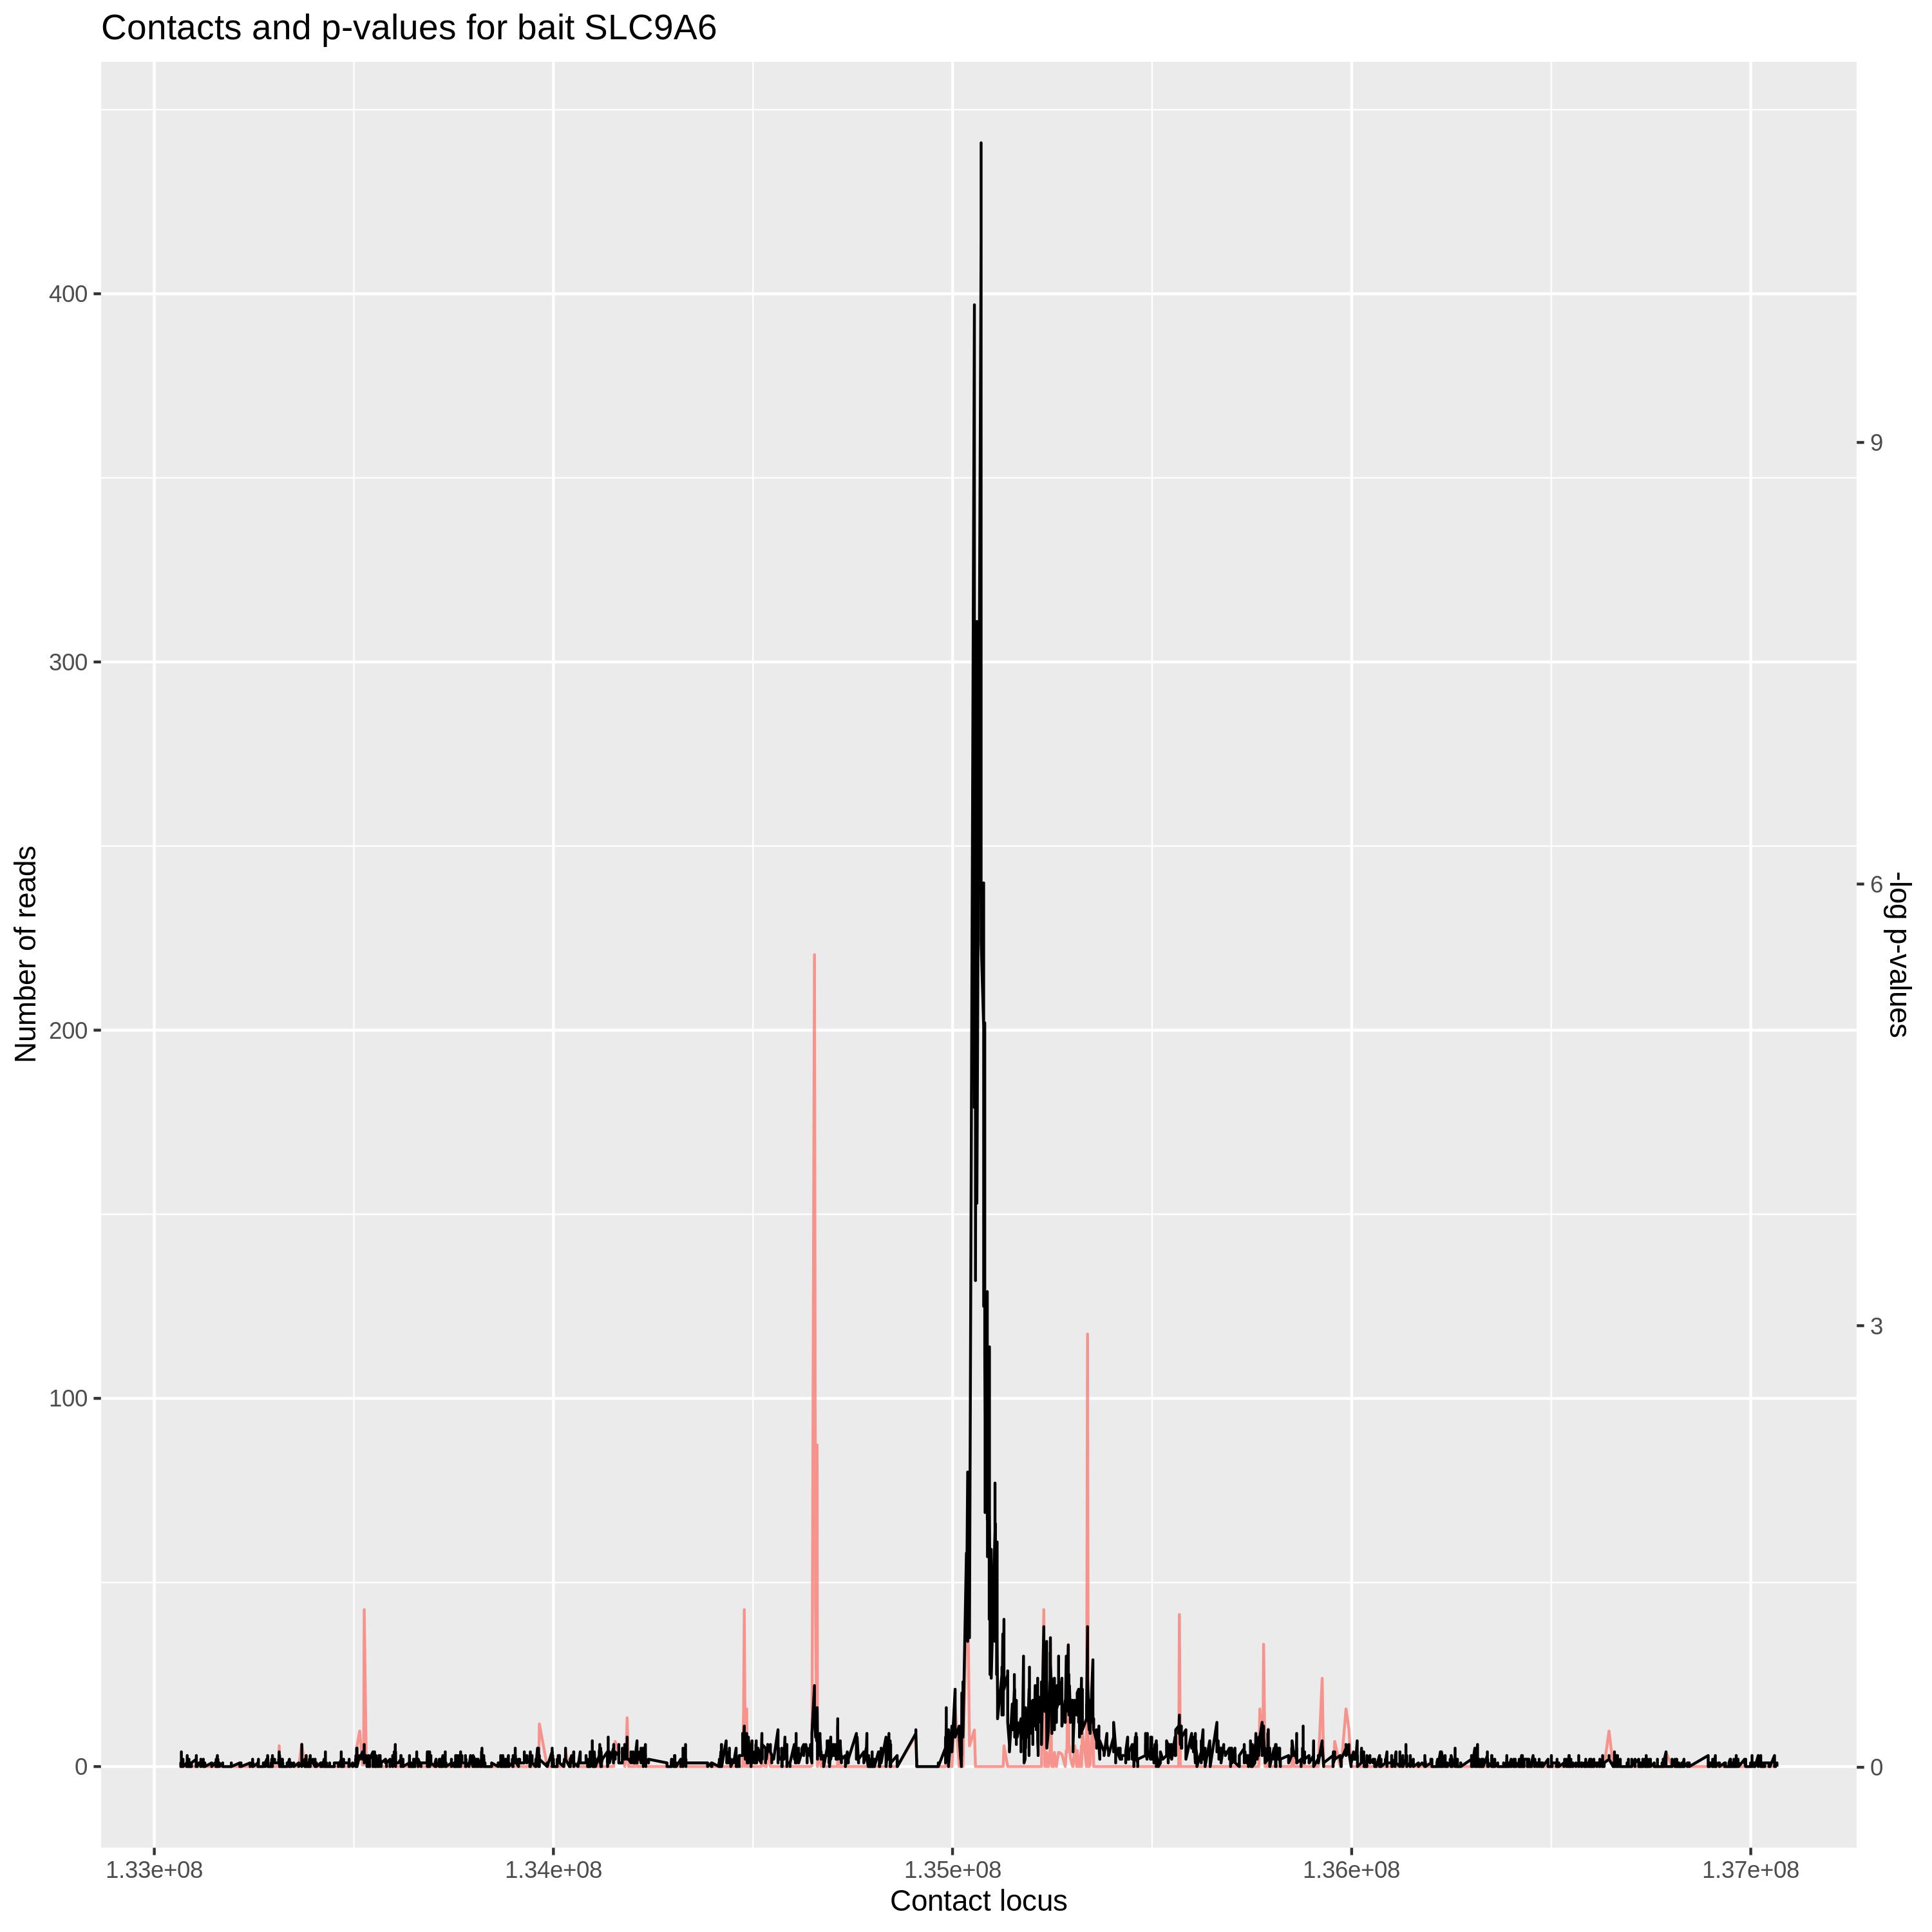 Contacts and p-values for bait SLC9A6
400
300
200
100
0
Number of reads
9
6
3
0
-log p-values
1.33e+08
1.34e+08
1.35e+08
1.36e+08
1.37e+08
Contact locus